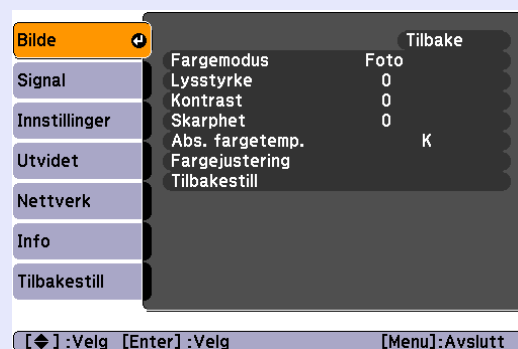 Bilde
Signal
Innstillinger
Utvidet
Nettverk
Info
Tilbakestill
Tilbake
Fargemodus Foto
Lysstyrke 0
Kontrast 0
Skarphet 0
Abs. fargetemp. K
Fargejustering
Tilbakestill
[◆] :Velg [Enter] :Velg [Menu]:Avslutt